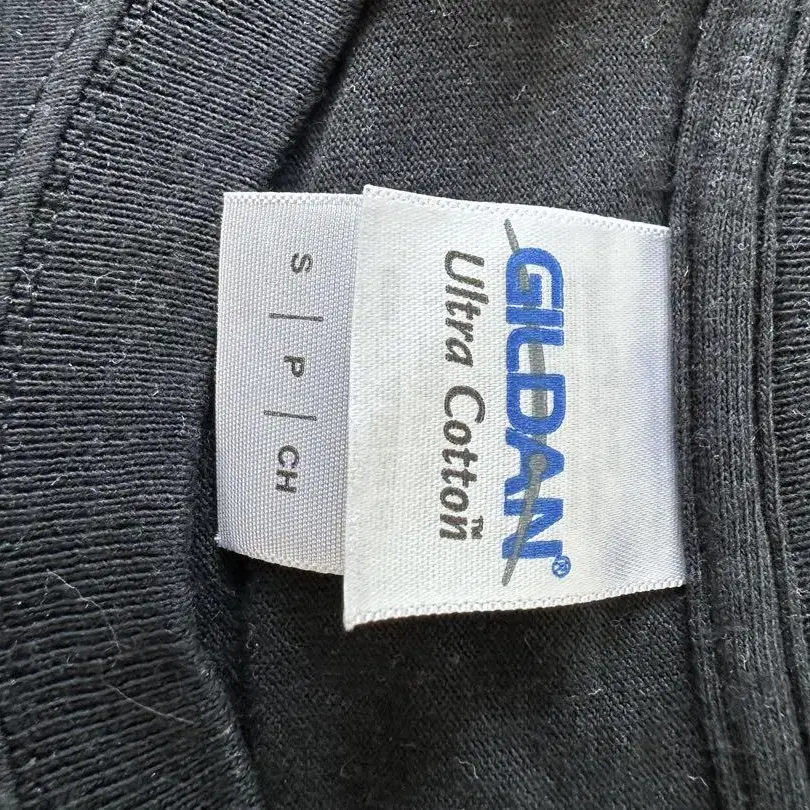 GILDAN®
Ultra Cotton™
S | P | CH